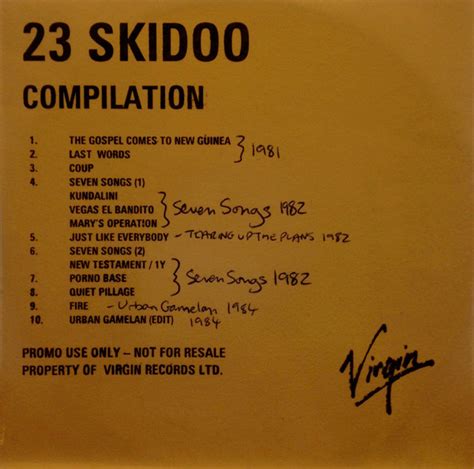 23 SKIDOO
COMPILATION
1. THE GOSPEL COMES TO NEW GUINEA } 1981
2. LAST WORDS
3. COUP
4. SEVEN SONGS (1)
KUNDALINI
VEGAS EL BANDITO } Seven Songs 1982
MARY'S OPERATION
5. JUST LIKE EVERYBODY - TEARING UP THE PLANS 1982
6. SEVEN SONGS (2)
NEW TESTAMENT / 1Y
7. PORNO BASE } Seven Songs 1982
8. QUIET PILLAGE
9. FIRE - Urban Gamelan 1984
10. URBAN GAMELAN (EDIT) 1984
PROMO USE ONLY – NOT FOR RESALE
PROPERTY OF VIRGIN RECORDS LTD.
Virgin